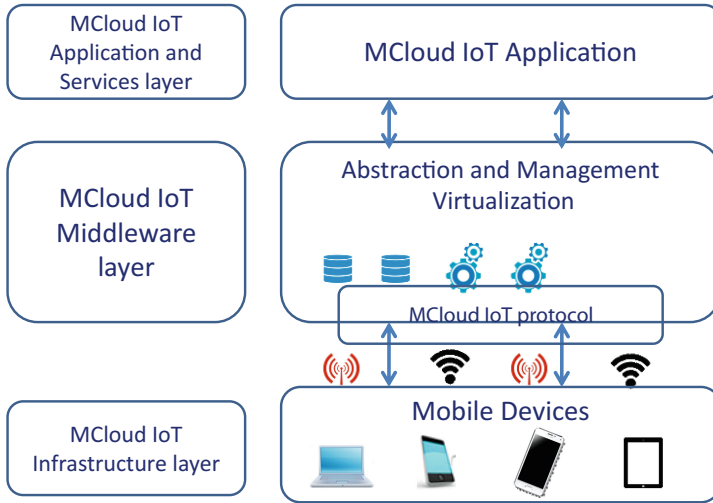 MCloud IoT
Application and
Services layer
MCloud IoT Application
MCloud IoT
Middleware
layer
Abstraction and Management
Virtualization
MCloud IoT protocol
MCloud IoT
Infrastructure layer
Mobile Devices